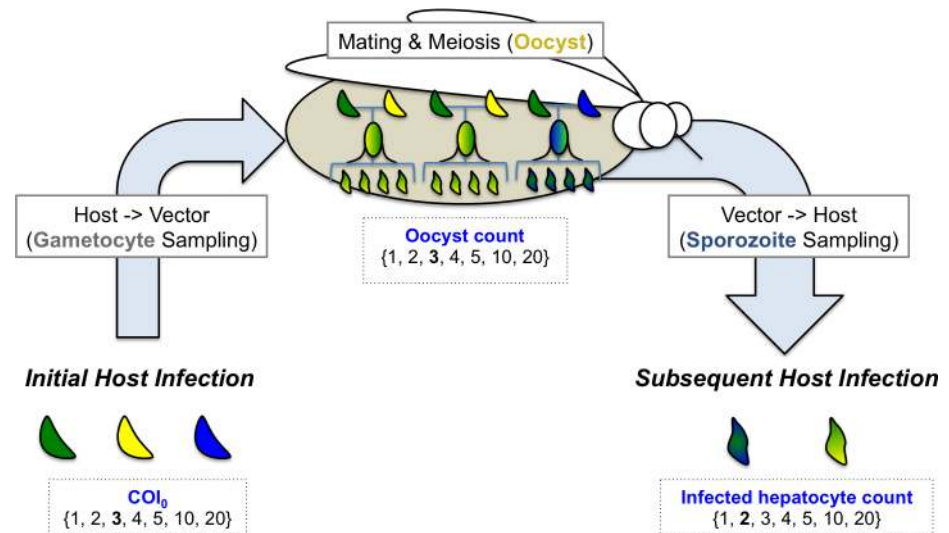 Mating & Meiosis (Oocyst)
Host -> Vector
(Gametocyte Sampling)
Vector -> Host
(Sporozoite Sampling)
Oocyst count
{1, 2, 3, 4, 5, 10, 20}
Initial Host Infection
Subsequent Host Infection
COI₀
{1, 2, 3, 4, 5, 10, 20}
Infected hepatocyte count
{1, 2, 3, 4, 5, 10, 20}